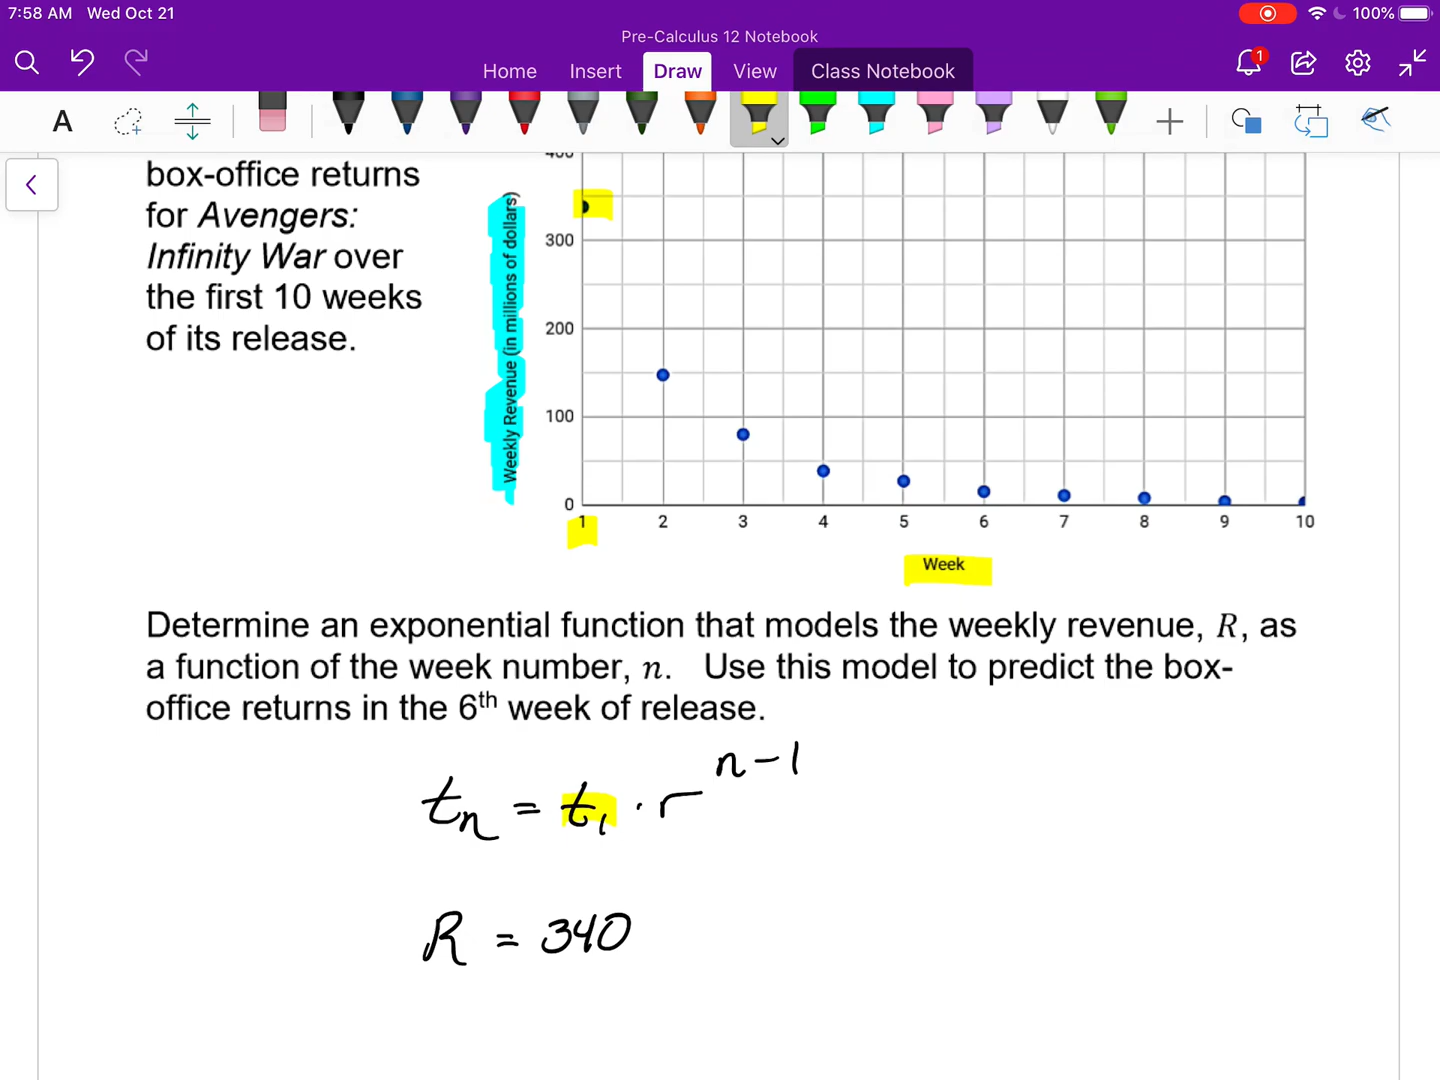 7:58 AM Wed Oct 21
100%
Pre-Calculus 12 Notebook
Home Insert Draw View Class Notebook
1
A
box-office returns
for Avengers:
Infinity War over
the first 10 weeks
of its release.
Weekly Revenue (in millions of dollars)
400
300
200
100
0
1 2 3 4 5 6 7 8 9 10
Week
Determine an exponential function that models the weekly revenue, R, as
a function of the week number, n. Use this model to predict the box-
office returns in the 6th week of release.
tₙ = t₁ · r^(n-1)
R = 340